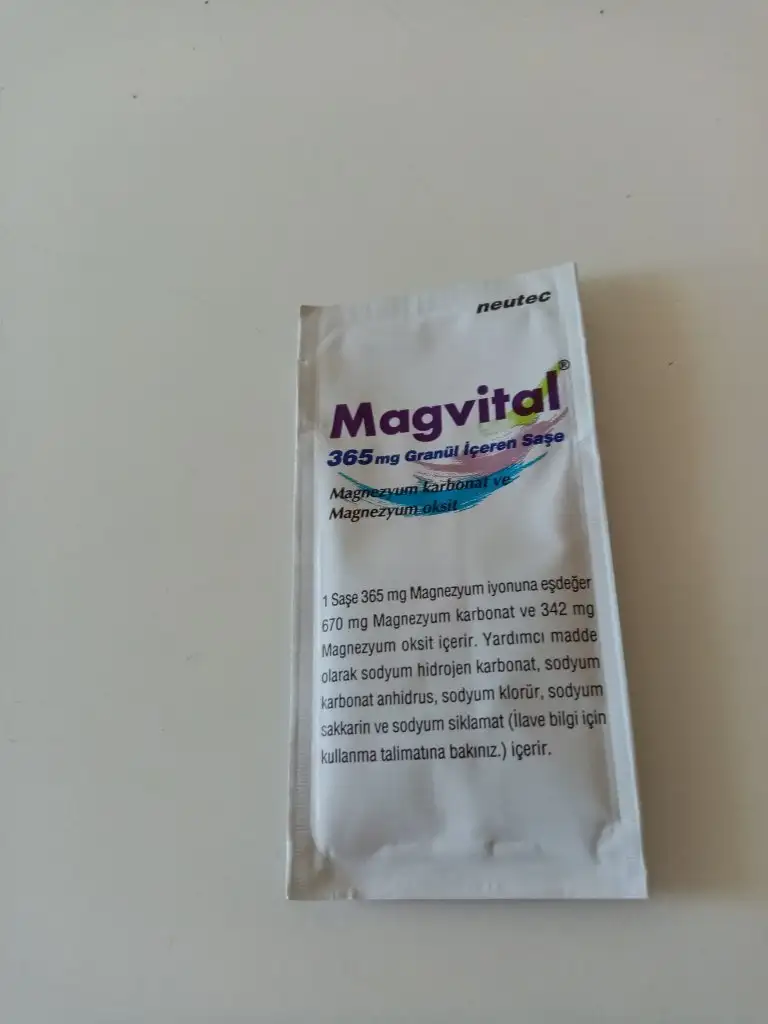 neutec
Magvital®
365 mg Granül İçeren Saşe
Magnezyum karbonat ve
Magnezyum oksit
1 Saşe 365 mg Magnezyum iyonuna eşdeğer
670 mg Magnezyum karbonat ve 342 mg
Magnezyum oksit içerir. Yardımcı madde
olarak sodyum hidrojen karbonat, sodyum
karbonat anhidrus, sodyum klorür, sodyum
sakkarin ve sodyum siklamat (İlave bilgi için
kullanma talimatına bakınız.) içerir.